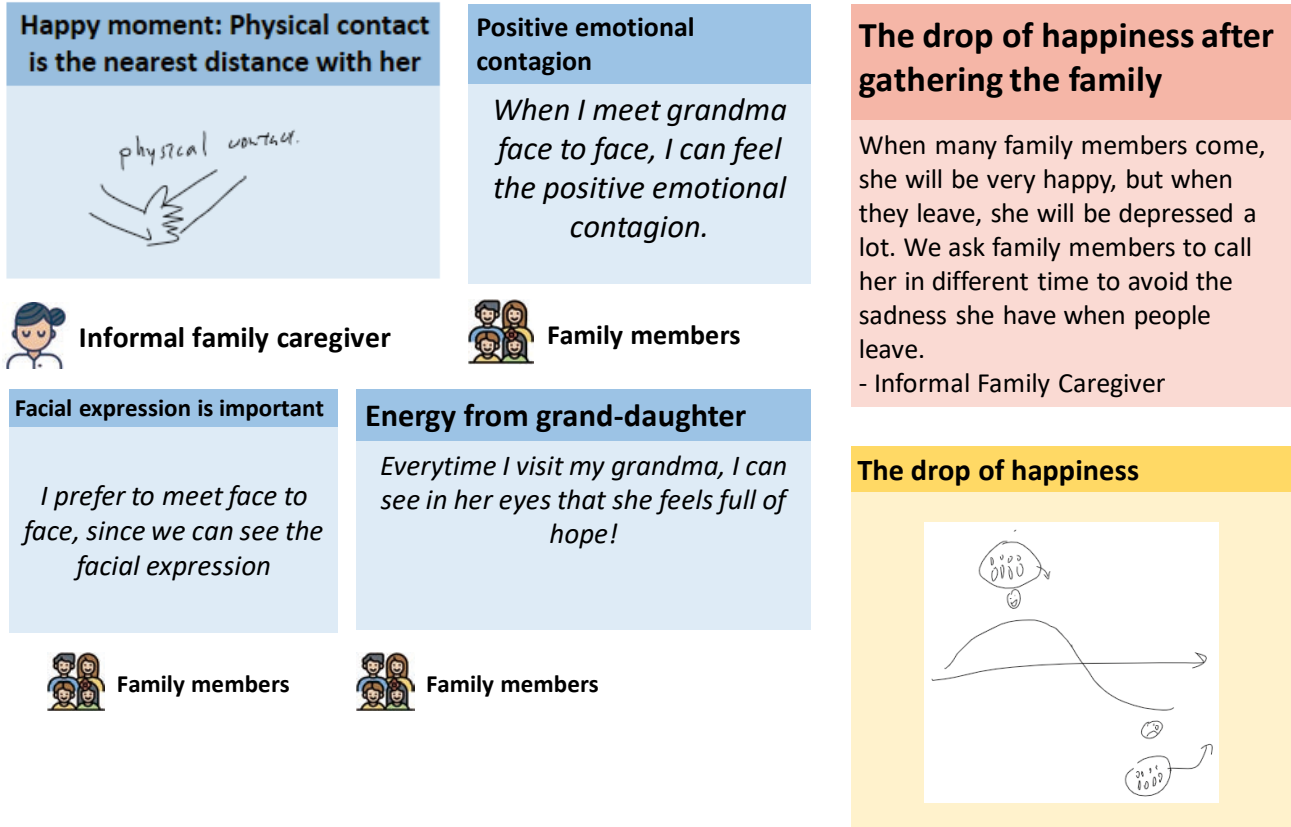 Happy moment: Physical contact
is the nearest distance with her
physical contact.
Informal family caregiver
Positive emotional
contagion
When I meet grandma
face to face, I can feel
the positive emotional
contagion.
Family members
Facial expression is important
I prefer to meet face to
face, since we can see the
facial expression
Family members
Energy from grand-daughter
Everytime I visit my grandma, I can
see in her eyes that she feels full of
hope!
Family members
The drop of happiness after
gathering the family
When many family members come,
she will be very happy, but when
they leave, she will be depressed a
lot. We ask family members to call
her in different time to avoid the
sadness she have when people
leave.
- Informal Family Caregiver
The drop of happiness